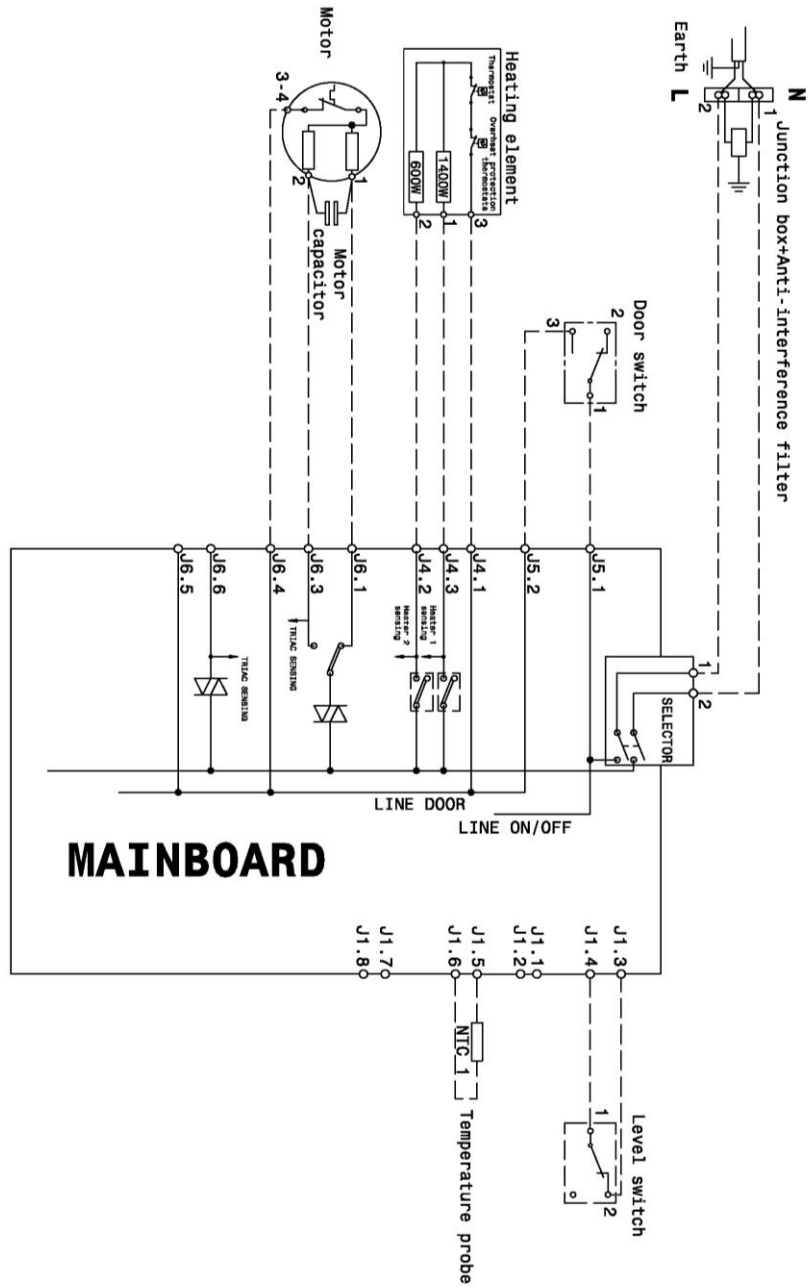 N
L
Earth
1
2
Junction box+Anti-interference filter
Heating element
Thermostat
Overheat protection
thermostats
1400W
600W
3
1
2
Motor
3-4
1
2
Motor
capacitor
Door switch
2
3
1
J6.5
J6.6
J6.4
J6.3
J6.1
J4.2
J4.3
J4.1
J5.2
J5.1
1
2
SELECTOR
Heater 1
sensing
Heater 2
sensing
TRIAC SENSING
TRIAC SENSING
LINE DOOR
LINE ON/OFF
MAINBOARD
J1.8
J1.7
J1.6
J1.5
J1.2
J1.1
J1.4
J1.3
NTC 1
Temperature probe
Level switch
1
2